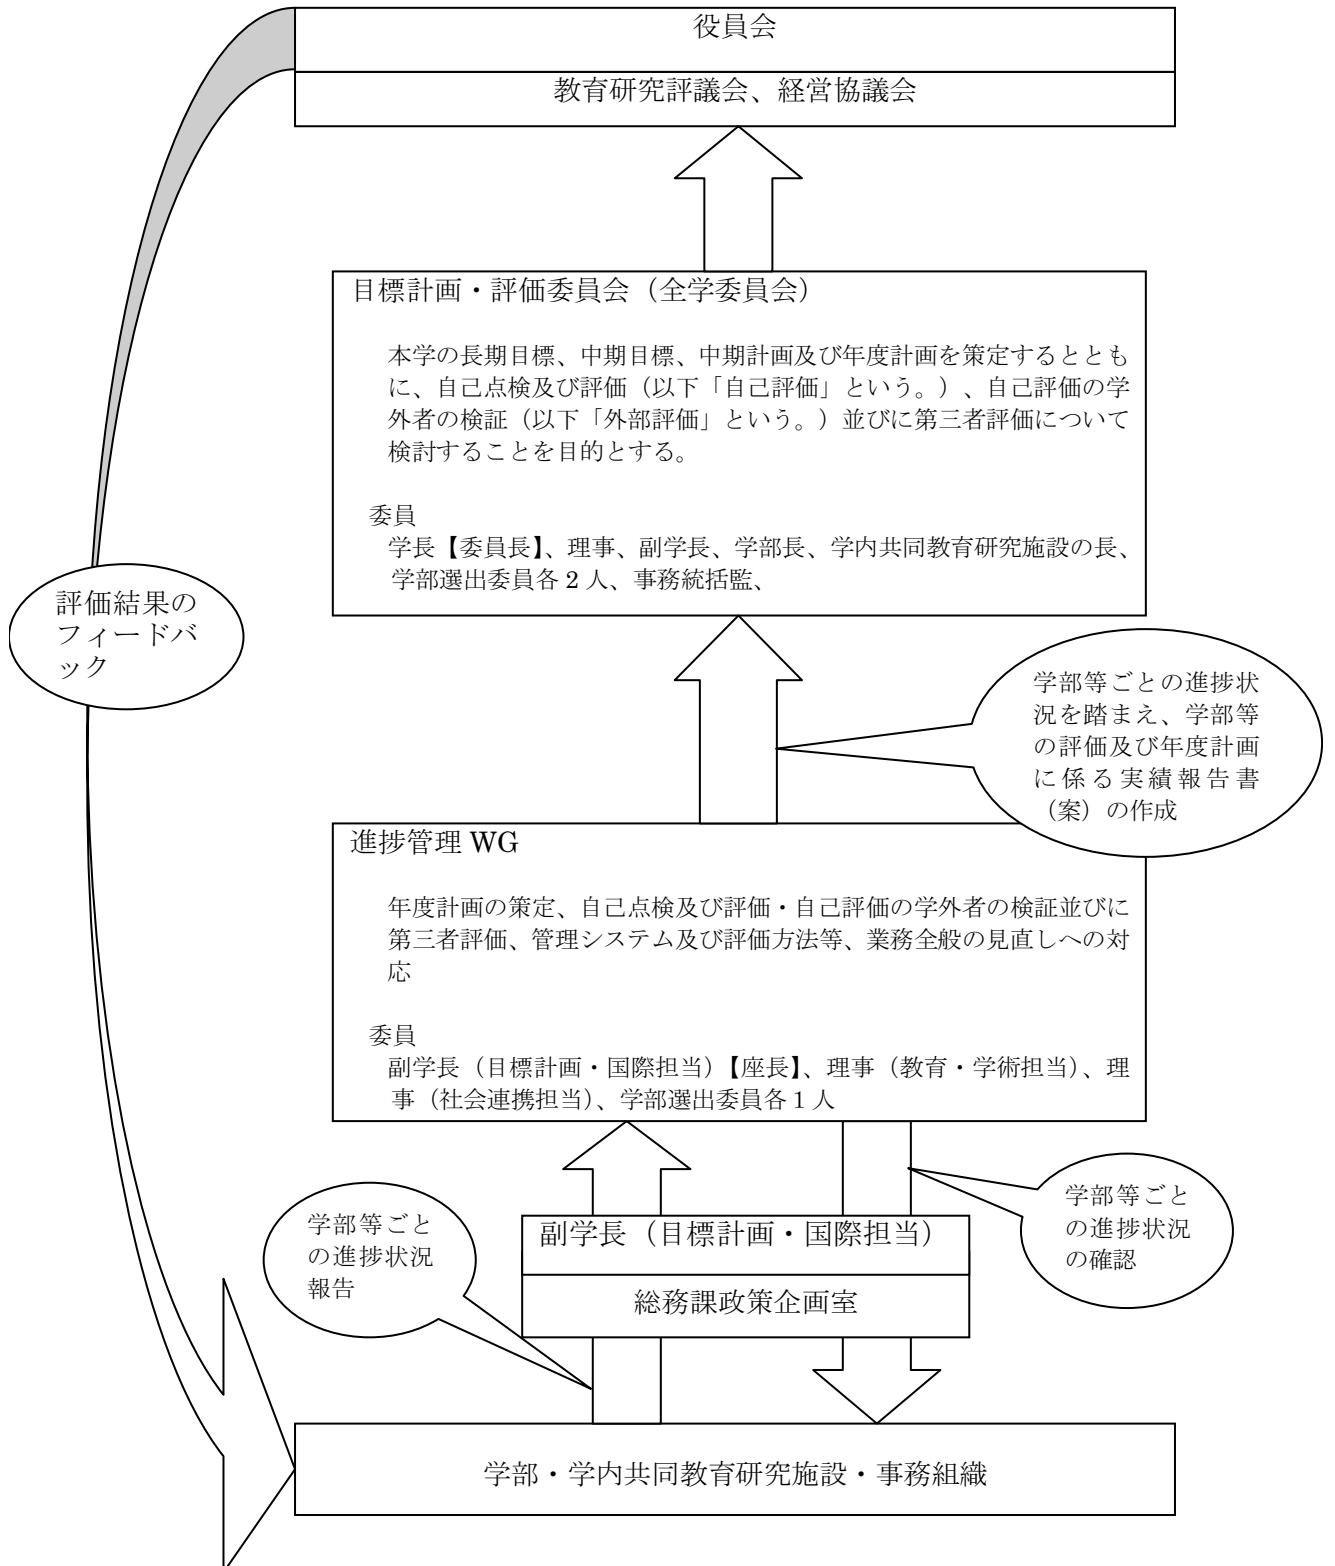 役員会
教育研究評議会、経営協議会
目標計画・評価委員会（全学委員会）
本学の長期目標、中期目標、中期計画及び年度計画を策定するととも
に、自己点検及び評価（以下「自己評価」という。）、自己評価の学
外者の検証（以下「外部評価」という。）並びに第三者評価について
検討することを目的とする。
委員
学長【委員長】、理事、副学長、学部長、学内共同教育研究施設の長、
学部選出委員各 2 人、事務統括監、
評価結果の
フィードバ
ック
学部等ごとの進捗状
況を踏まえ、学部等
の評価及び年度計画
に係る実績報告書
（案）の作成
進捗管理 WG
年度計画の策定、自己点検及び評価・自己評価の学外者の検証並びに
第三者評価、管理システム及び評価方法等、業務全般の見直しへの対
応
委員
副学長（目標計画・国際担当）【座長】、理事（教育・学術担当）、理
事（社会連携担当）、学部選出委員各 1 人
学部等ごと
の進捗状況
の確認
学部等ごと
の進捗状況
報告
副学長（目標計画・国際担当）
総務課政策企画室
学部・学内共同教育研究施設・事務組織